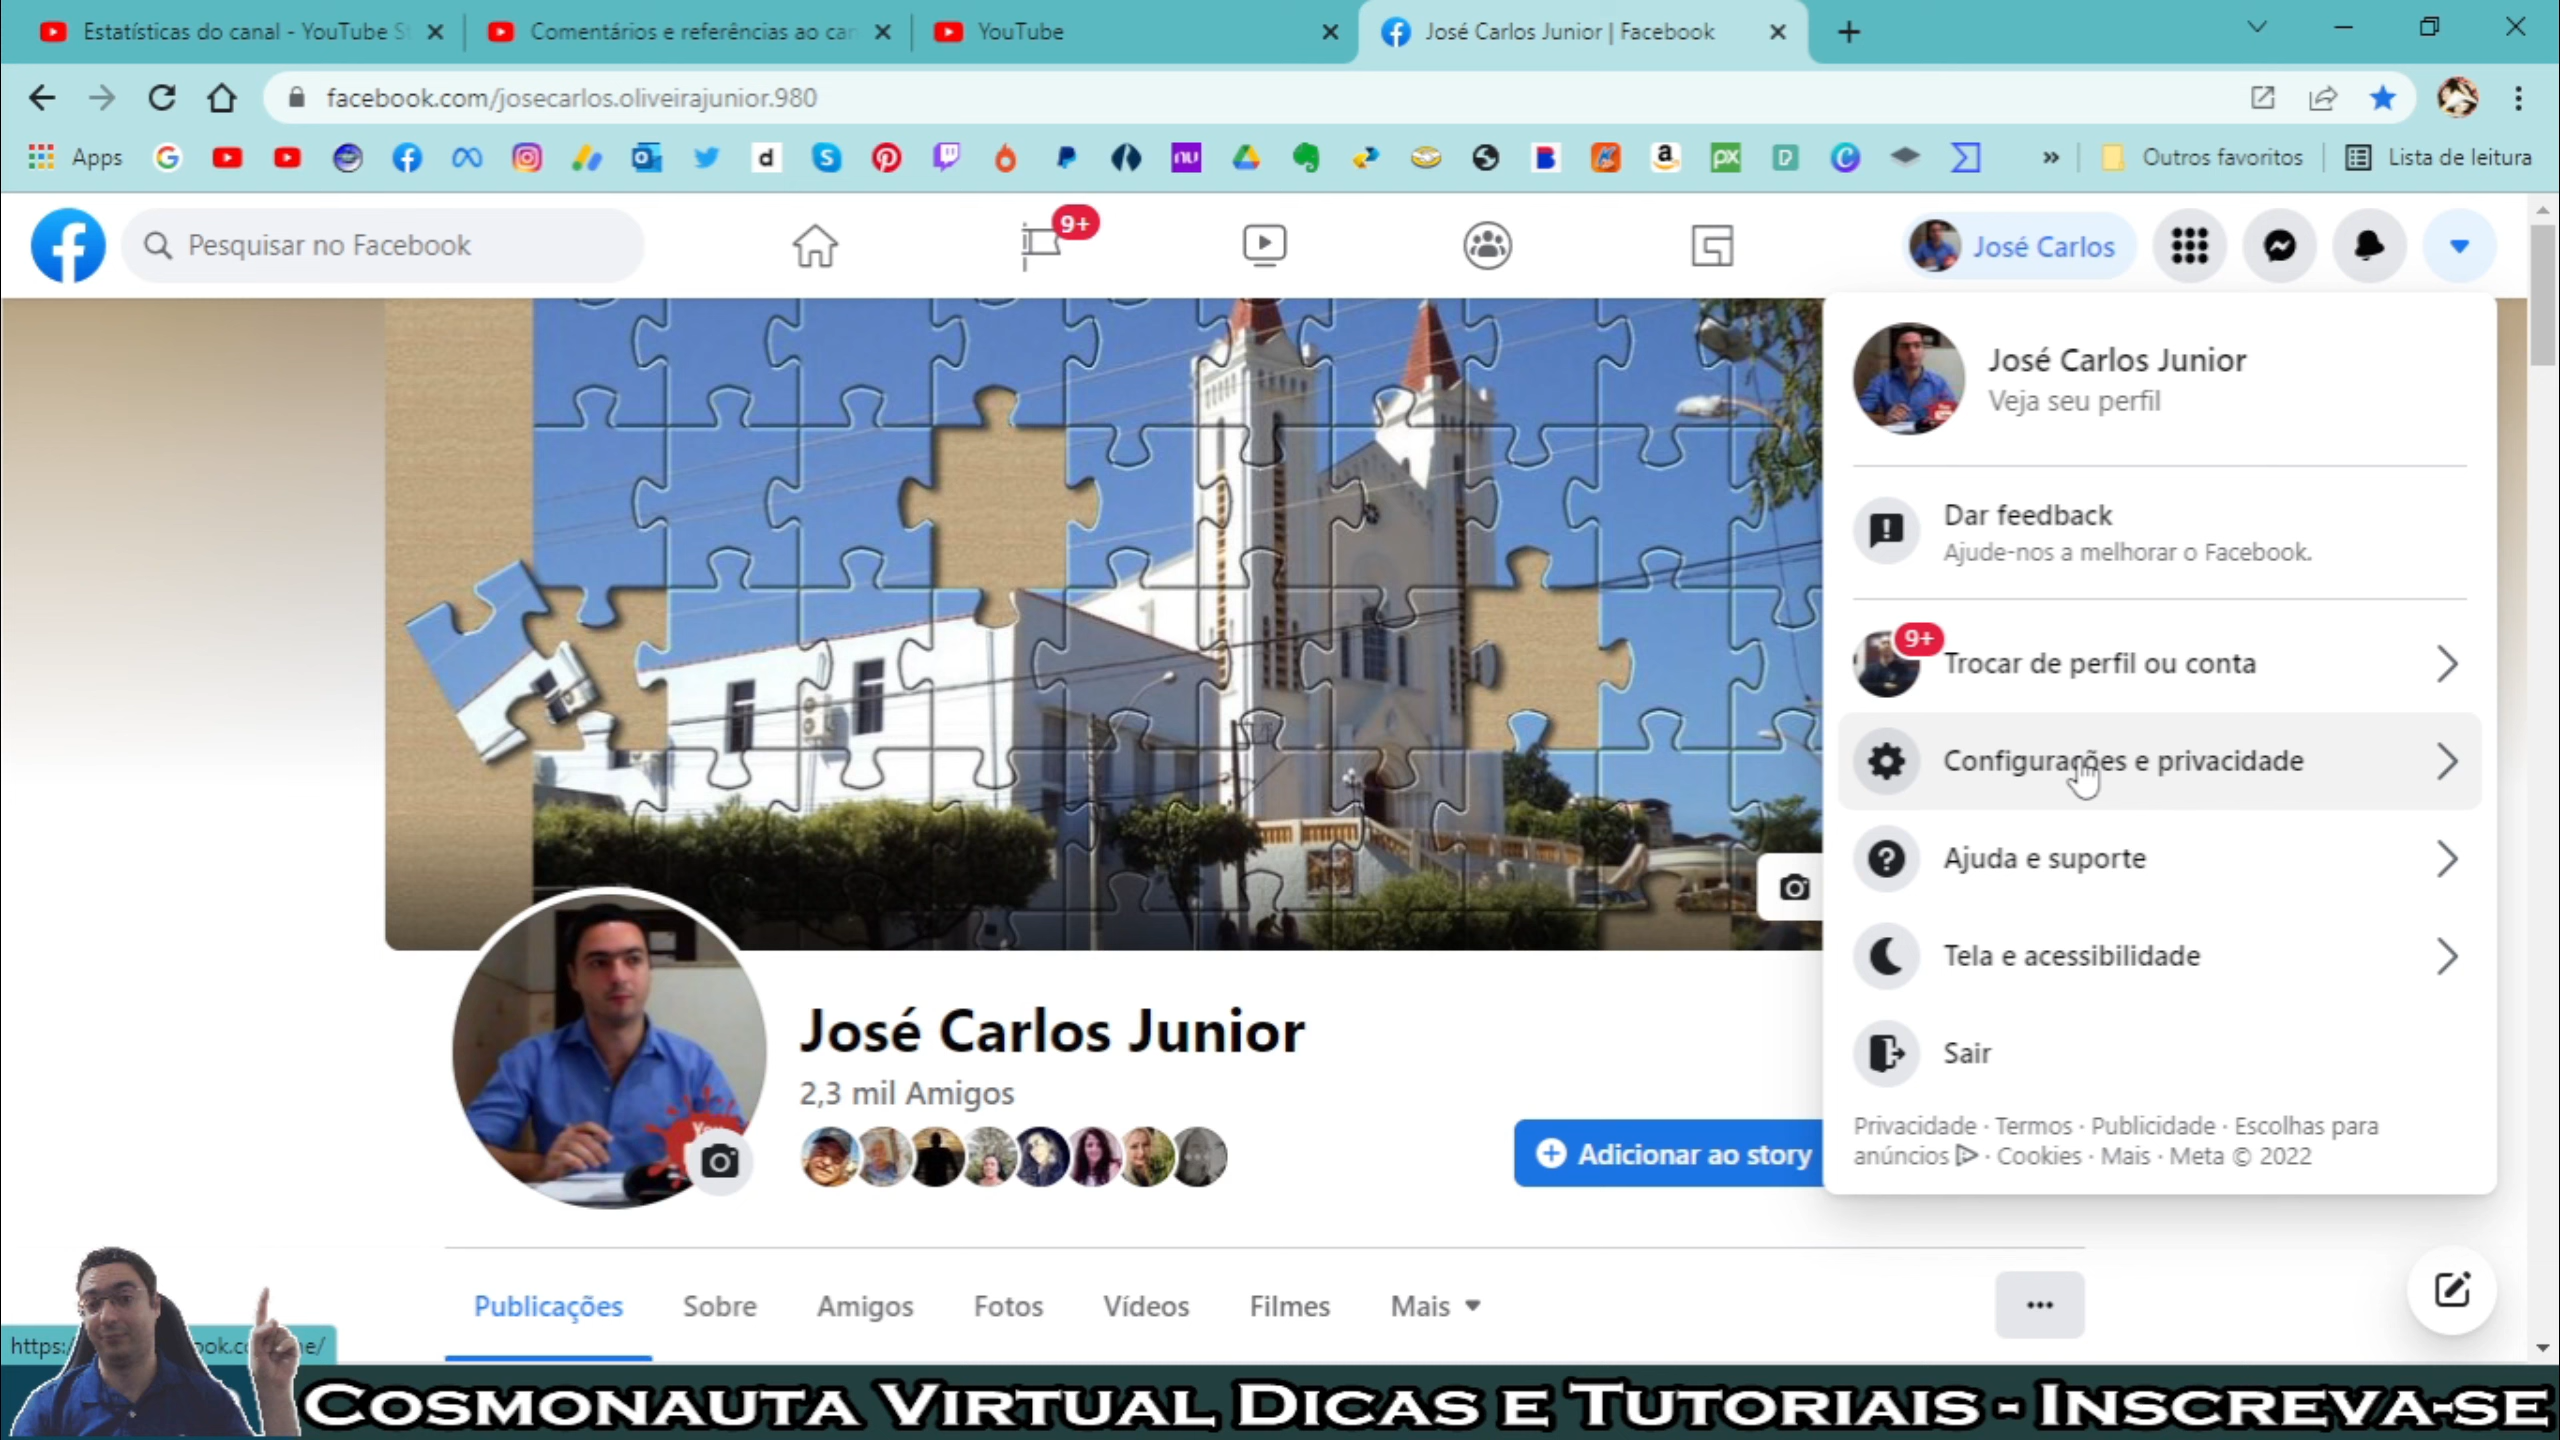 Estatísticas do canal - YouTube St
Comentários e referências ao can
YouTube
José Carlos Junior | Facebook
facebook.com/josecarlos.oliveirajunior.980
Apps
Outros favoritos
Lista de leitura
Pesquisar no Facebook
9+
José Carlos
José Carlos Junior
Veja seu perfil
Dar feedback
Ajude-nos a melhorar o Facebook.
9+
Trocar de perfil ou conta
Configurações e privacidade
Ajuda e suporte
Tela e acessibilidade
Sair
Privacidade · Termos · Publicidade · Escolhas para
anúncios · Cookies · Mais · Meta © 2022
José Carlos Junior
2,3 mil Amigos
Adicionar ao story
Publicações
Sobre
Amigos
Fotos
Vídeos
Filmes
Mais
Cosmonauta Virtual Dicas e Tutoriais - Inscreva-se